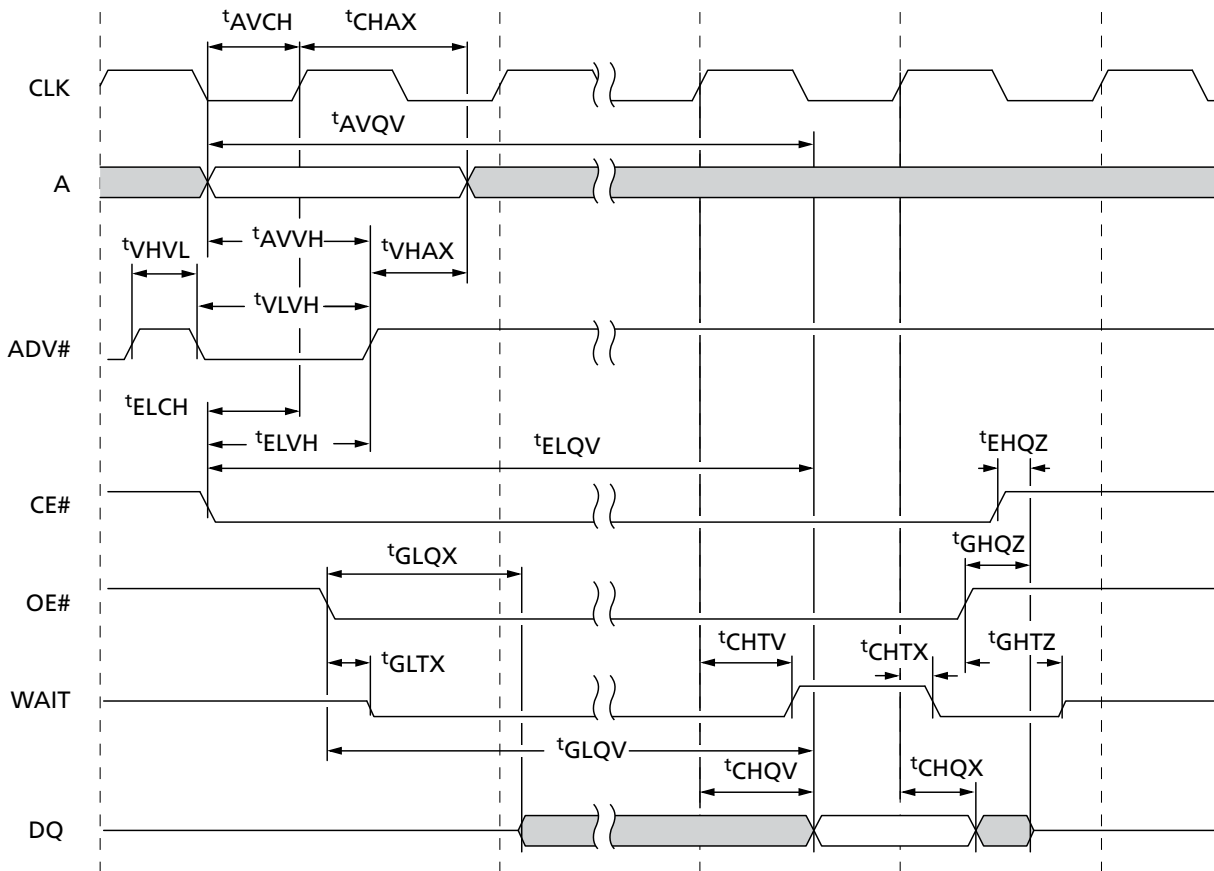 tAVCH tCHAX
CLK
tAVQV
A
tAVVH
tVHVL tVHAX
tVLVH
ADV#
tELCH
tELVH tELQV tEHQZ
CE#
tGLQX tGHQZ
OE#
tCHTV tCHTX tGHTZ
tGLTX
WAIT
tGLQV
tCHQV tCHQX
DQ